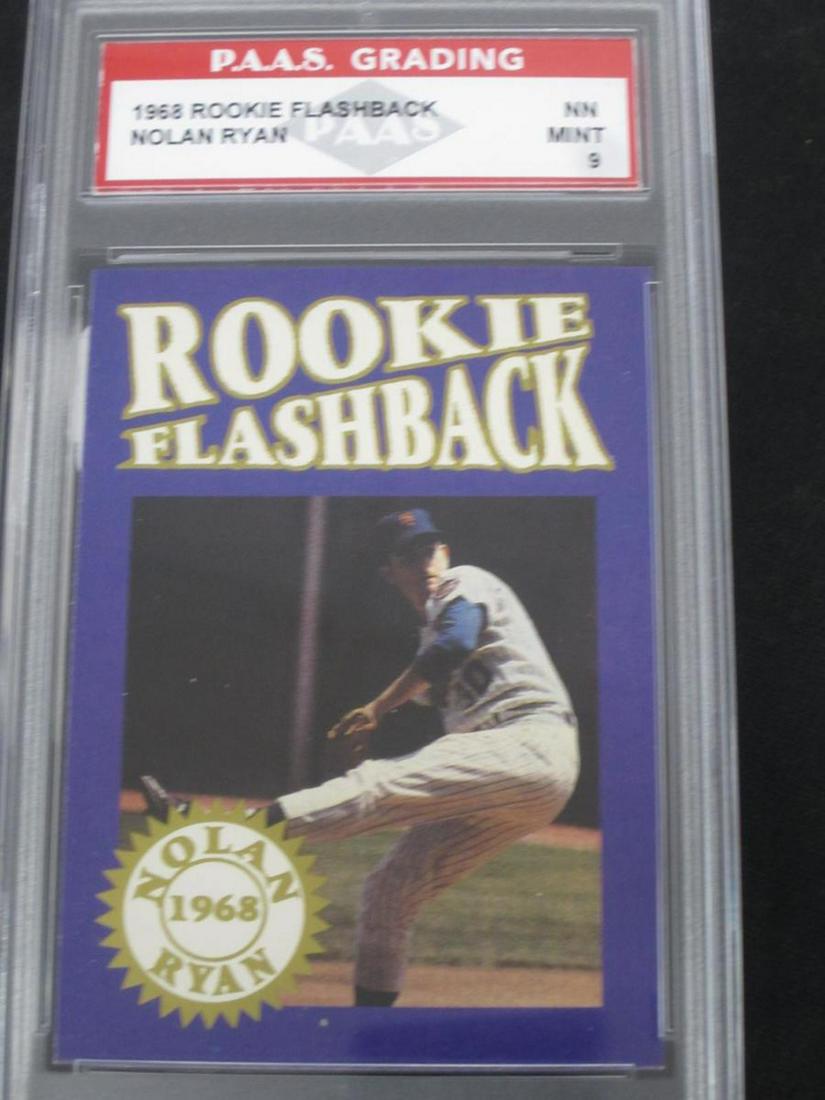 P.A.A.S. GRADING
1968 ROOKIE FLASHBACK NN
NOLAN RYAN MINT
9
PAAS
ROOKIE
FLASHBACK
NOLAN
1968
RYAN